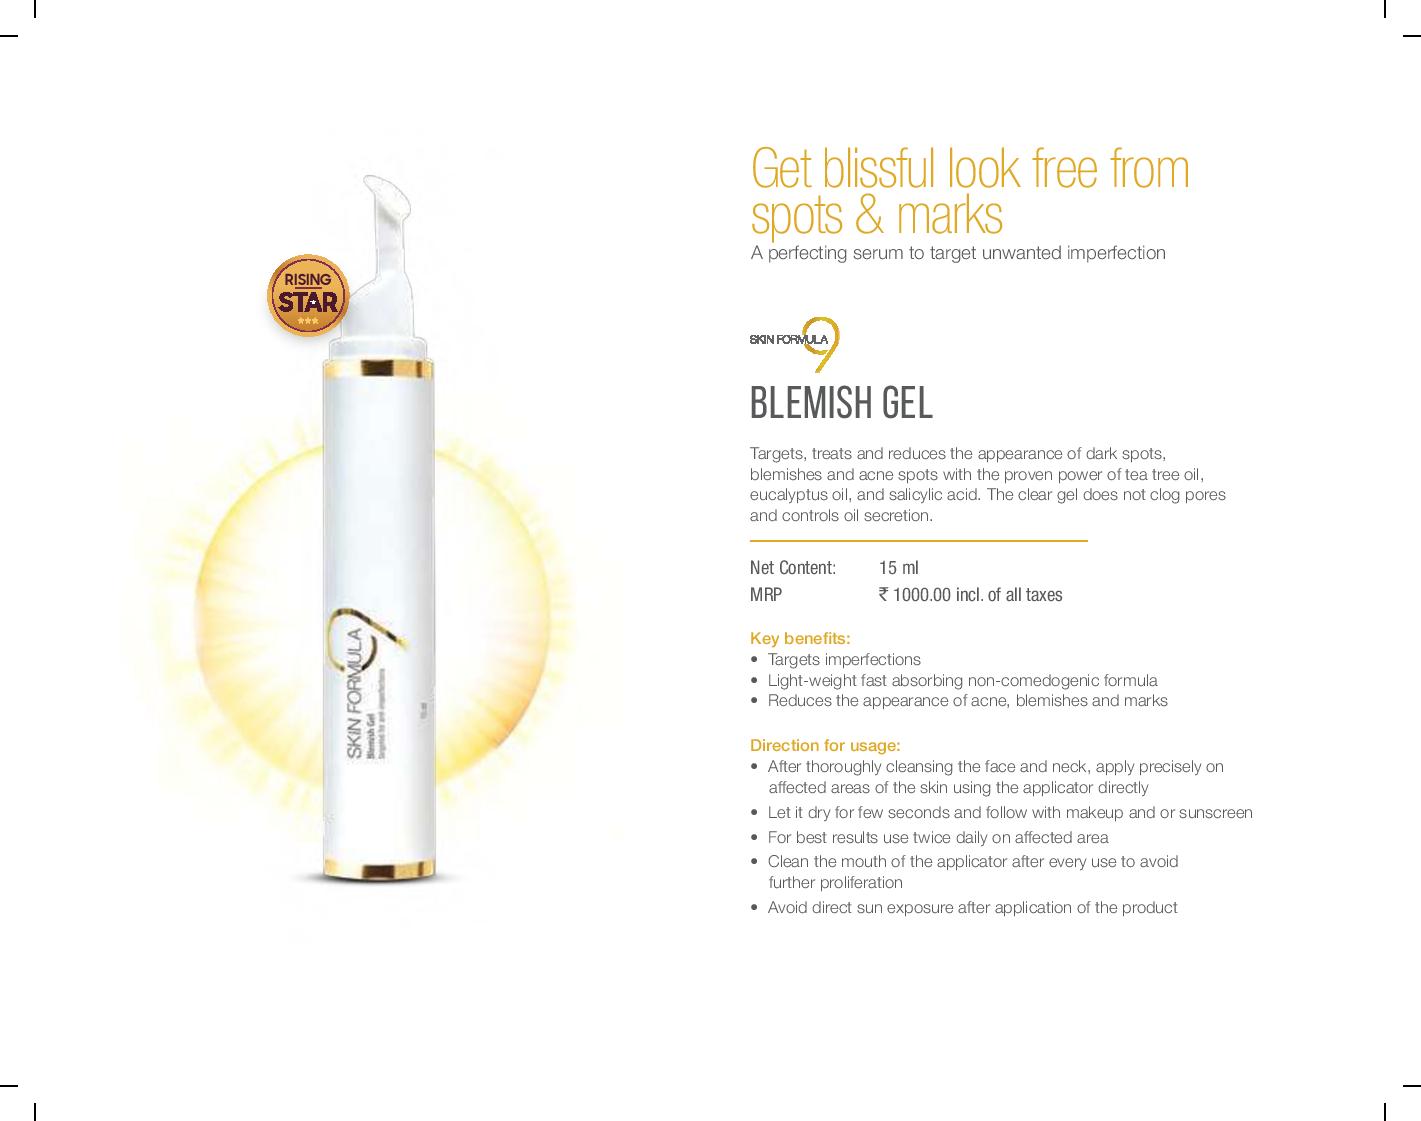 Get blissful look free from
spots & marks
A perfecting serum to target unwanted imperfection
RISING
STAR
SKIN FORMULA 9
BLEMISH GEL
Targets, treats and reduces the appearance of dark spots,
blemishes and acne spots with the proven power of tea tree oil,
eucalyptus oil, and salicylic acid. The clear gel does not clog pores
and controls oil secretion.
Net Content: 15 ml
MRP ₹ 1000.00 incl. of all taxes
Key benefits:
• Targets imperfections
• Light-weight fast absorbing non-comedogenic formula
• Reduces the appearance of acne, blemishes and marks
Direction for usage:
• After thoroughly cleansing the face and neck, apply precisely on
affected areas of the skin using the applicator directly
• Let it dry for few seconds and follow with makeup and or sunscreen
• For best results use twice daily on affected area
• Clean the mouth of the applicator after every use to avoid
further proliferation
• Avoid direct sun exposure after application of the product
SKIN FORMULA 9
Blemish Gel
Targeted for anti-imperfections
15 ml